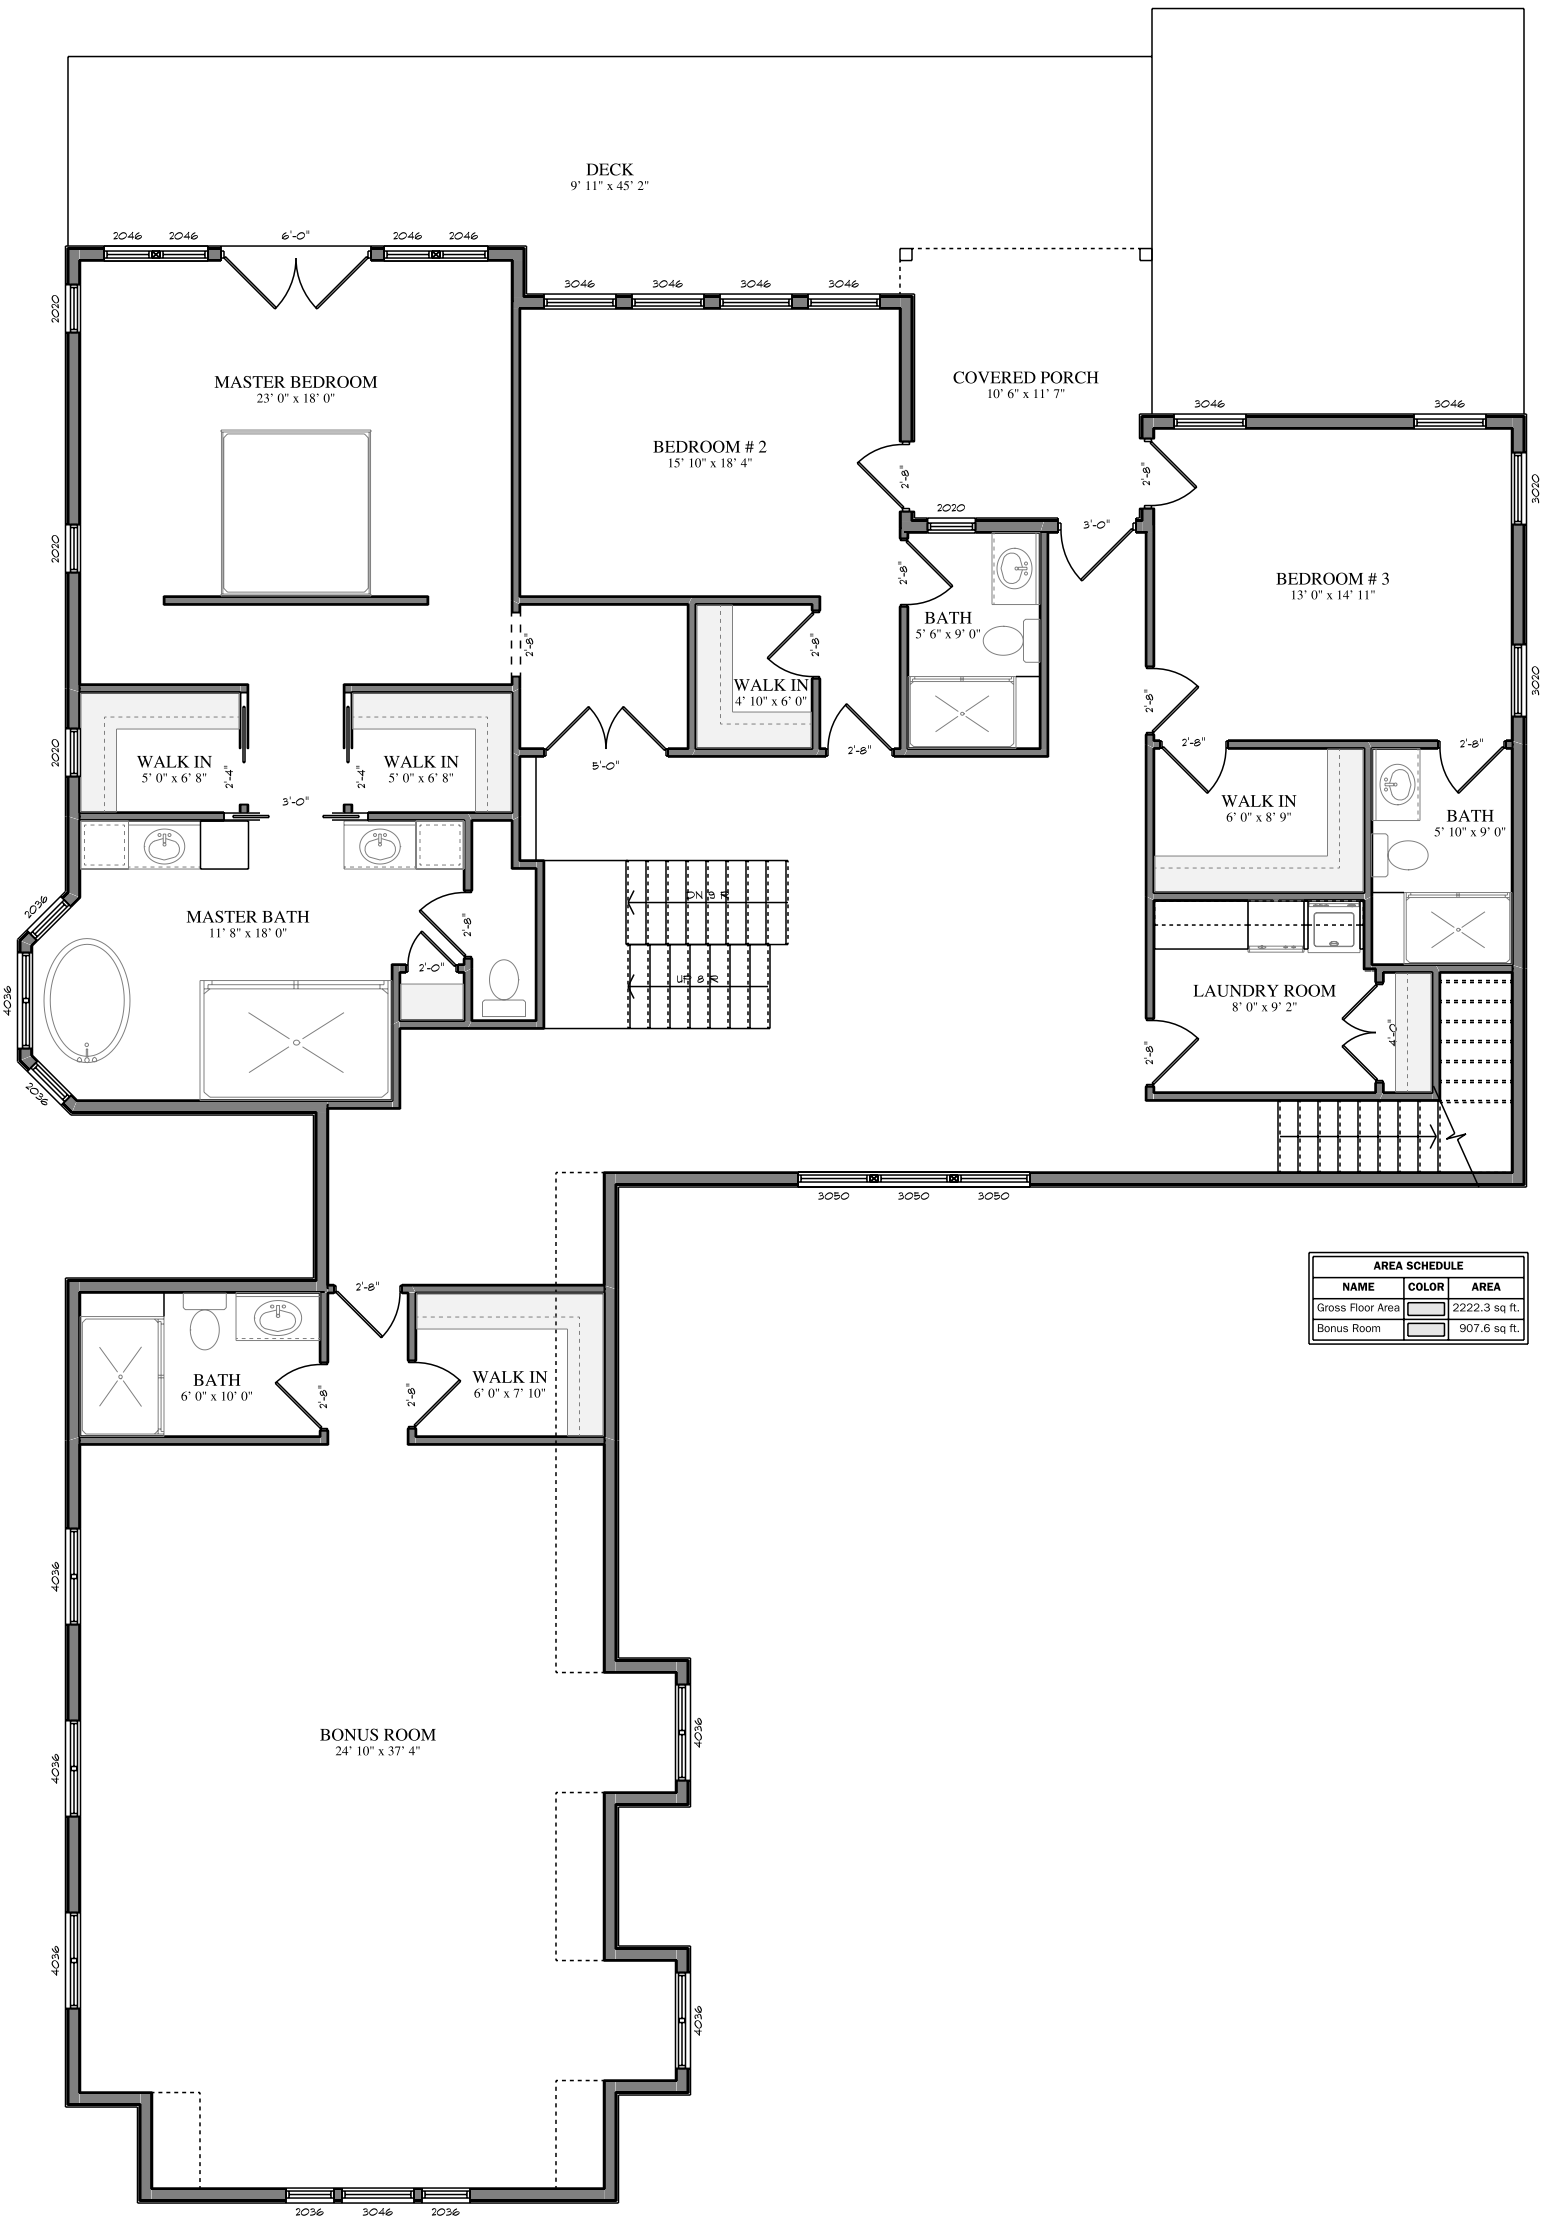 DECK
9' 11" x 45' 2"
2046
2046
6'-0"
2046
2046
3046
3046
3046
3046
2020
MASTER BEDROOM
23' 0" x 18' 0"
COVERED PORCH
10' 6" x 11' 7"
3046
3046
BEDROOM # 2
15' 10" x 18' 4"
2'-8"
2'-8"
3020
2020
2020
3'-0"
2'-8"
BEDROOM # 3
13' 0" x 14' 11"
BATH
5' 6" x 9' 0"
2'-8"
2'-8"
WALK IN
4' 10" x 6' 0"
3020
2'-8"
2020
WALK IN
5' 0" x 6' 8"
2'-4"
2'-4"
WALK IN
5' 0" x 6' 8"
5'-0"
2'-8"
2'-8"
2'-8"
3'-0"
WALK IN
6' 0" x 8' 9"
BATH
5' 10" x 9' 0"
2036
MASTER BATH
11' 8" x 18' 0"
2'-8"
2'-0"
DN 8 R
UP 8 R
4036
LAUNDRY ROOM
8' 0" x 9' 2"
2'-8"
4'-0"
2036
3050
3050
3050
2'-8"
AREA SCHEDULE
NAME COLOR AREA
Gross Floor Area 2222.3 sq ft.
Bonus Room 907.6 sq ft.
BATH
6' 0" x 10' 0"
2'-8"
2'-8"
WALK IN
6' 0" x 7' 10"
4036
BONUS ROOM
24' 10" x 37' 4"
4036
4036
4036
4036
2036
3046
2036